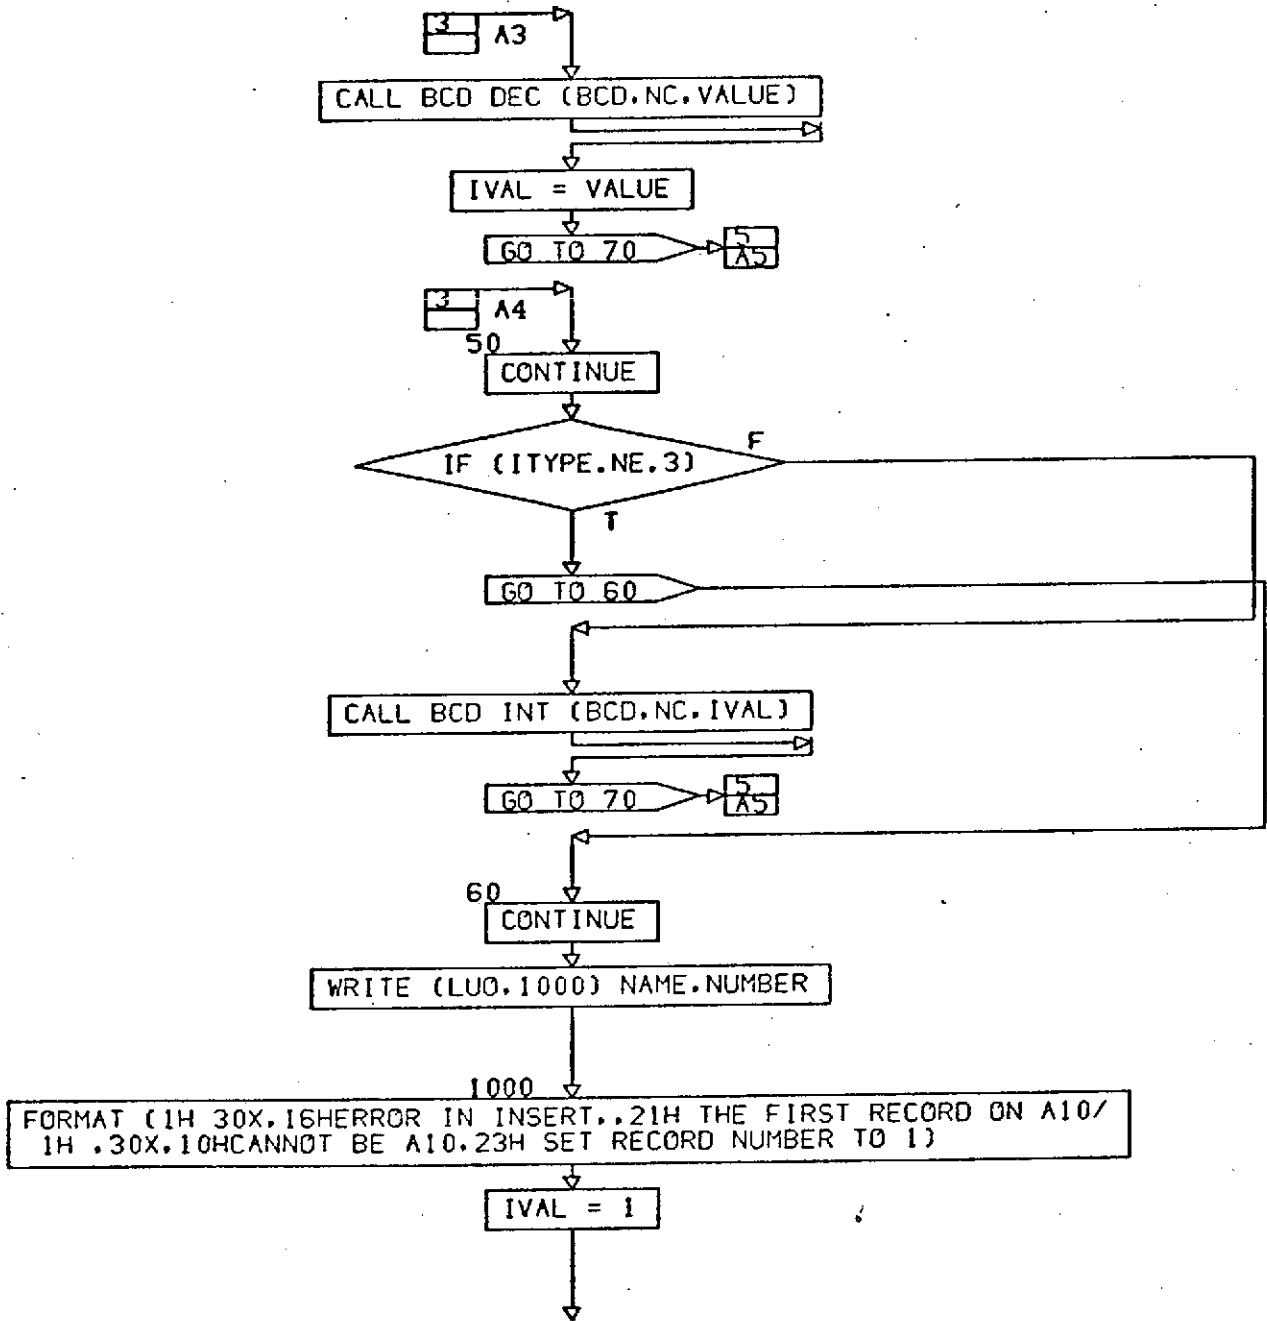 3
A3
CALL BCD DEC (BCD,NC,VALUE)
IVAL = VALUE
GO TO 70
5
A5
3
A4
50
CONTINUE
IF (ITYPE.NE.3)
F
T
GO TO 60
CALL BCD INT (BCD,NC,IVAL)
GO TO 70
5
A5
60
CONTINUE
WRITE (LUO,1000) NAME,NUMBER
1000
FORMAT (1H 30X,16HERROR IN INSERT..21H THE FIRST RECORD ON A10/
1H ,30X,10HCANNOT BE A10,23H SET RECORD NUMBER TO 1)
IVAL = 1